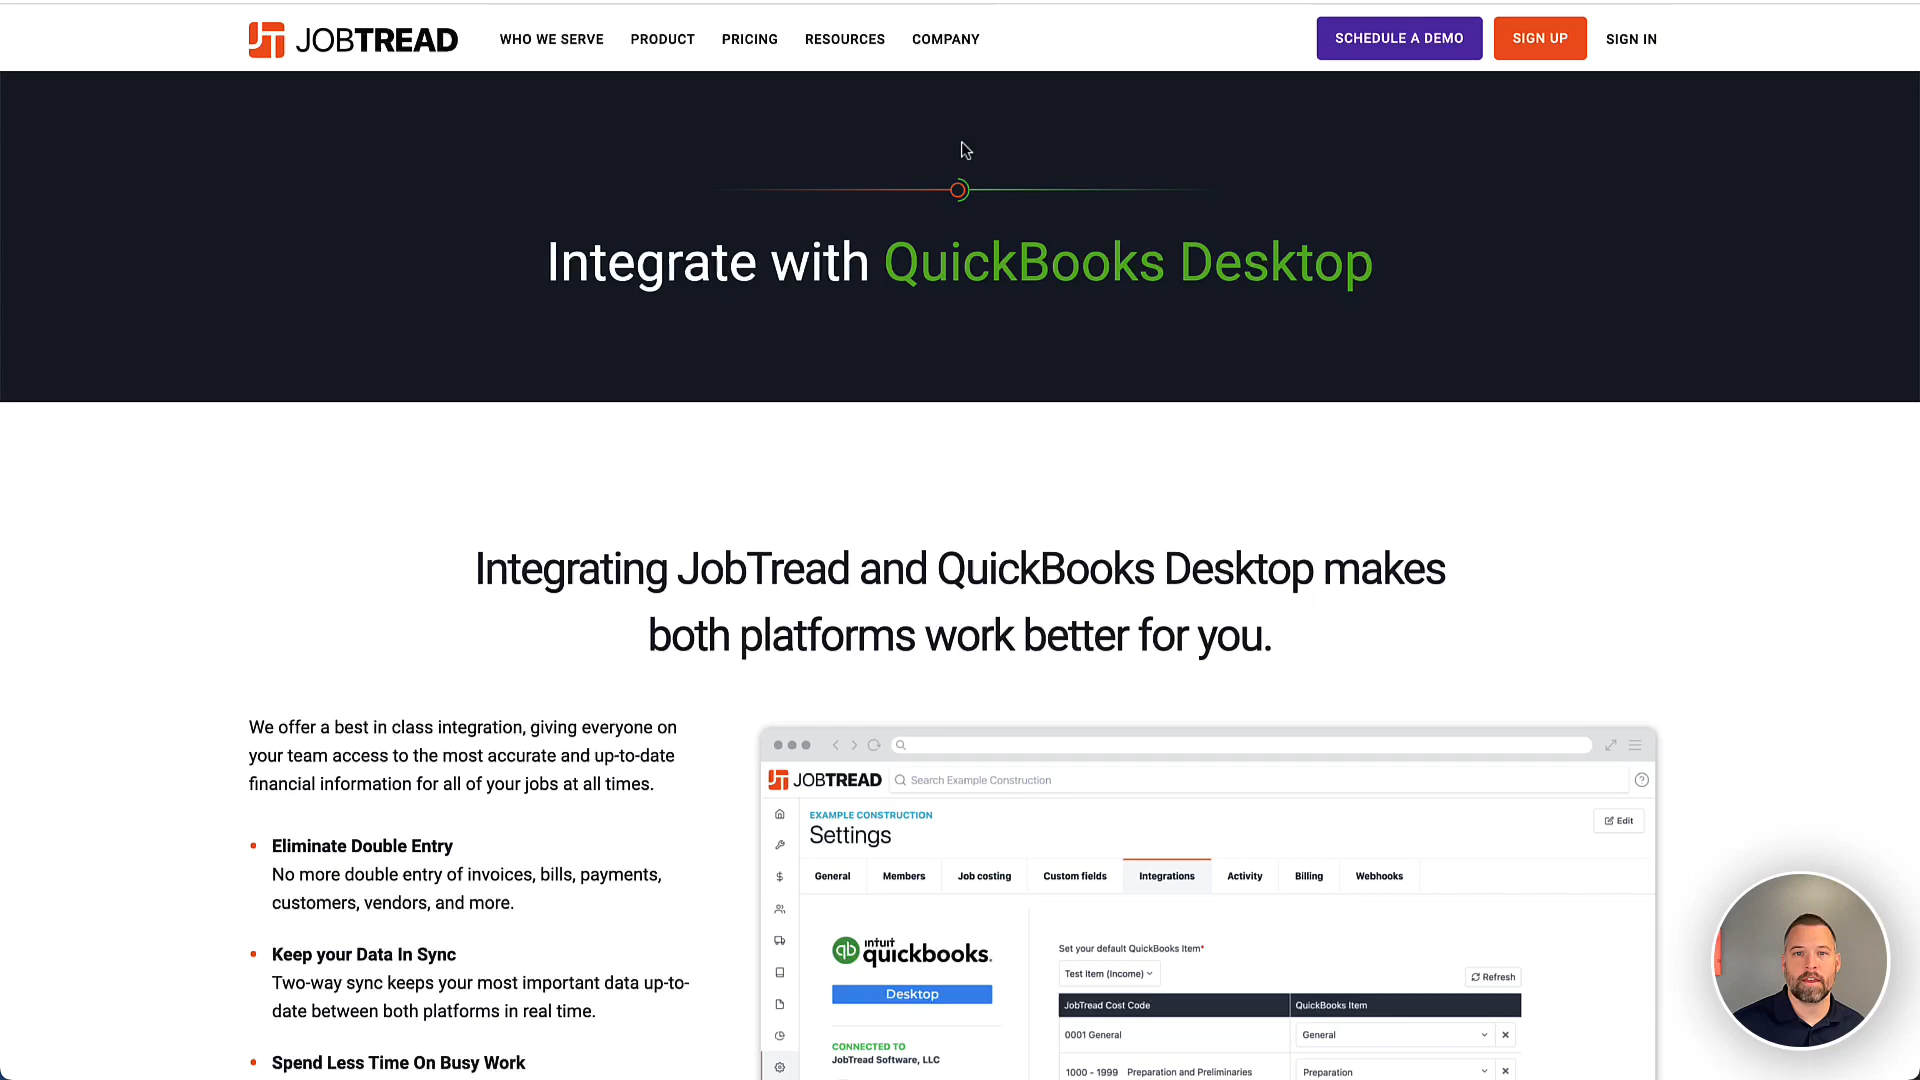 JOBTREAD
WHO WE SERVE
PRODUCT
PRICING
RESOURCES
COMPANY
SCHEDULE A DEMO
SIGN UP
SIGN IN
Integrate with QuickBooks Desktop
Integrating JobTread and QuickBooks Desktop makes
both platforms work better for you.
We offer a best in class integration, giving everyone on
your team access to the most accurate and up-to-date
financial information for all of your jobs at all times.
Eliminate Double Entry
No more double entry of invoices, bills, payments,
customers, vendors, and more.
Keep your Data In Sync
Two-way sync keeps your most important data up-to-
date between both platforms in real time.
Spend Less Time On Busy Work
JOBTREAD
Search Example Construction
EXAMPLE CONSTRUCTION
Settings
Edit
General
Members
Job costing
Custom fields
Integrations
Activity
Billing
Webhooks
qb
intuit
quickbooks.
Desktop
CONNECTED TO
JobTread Software, LLC
Set your default QuickBooks Item*
Test Item (Income)
Refresh
JobTread Cost Code
QuickBooks Item
0001 General
General
1000 - 1999 Preparation and Preliminaries
Preparation